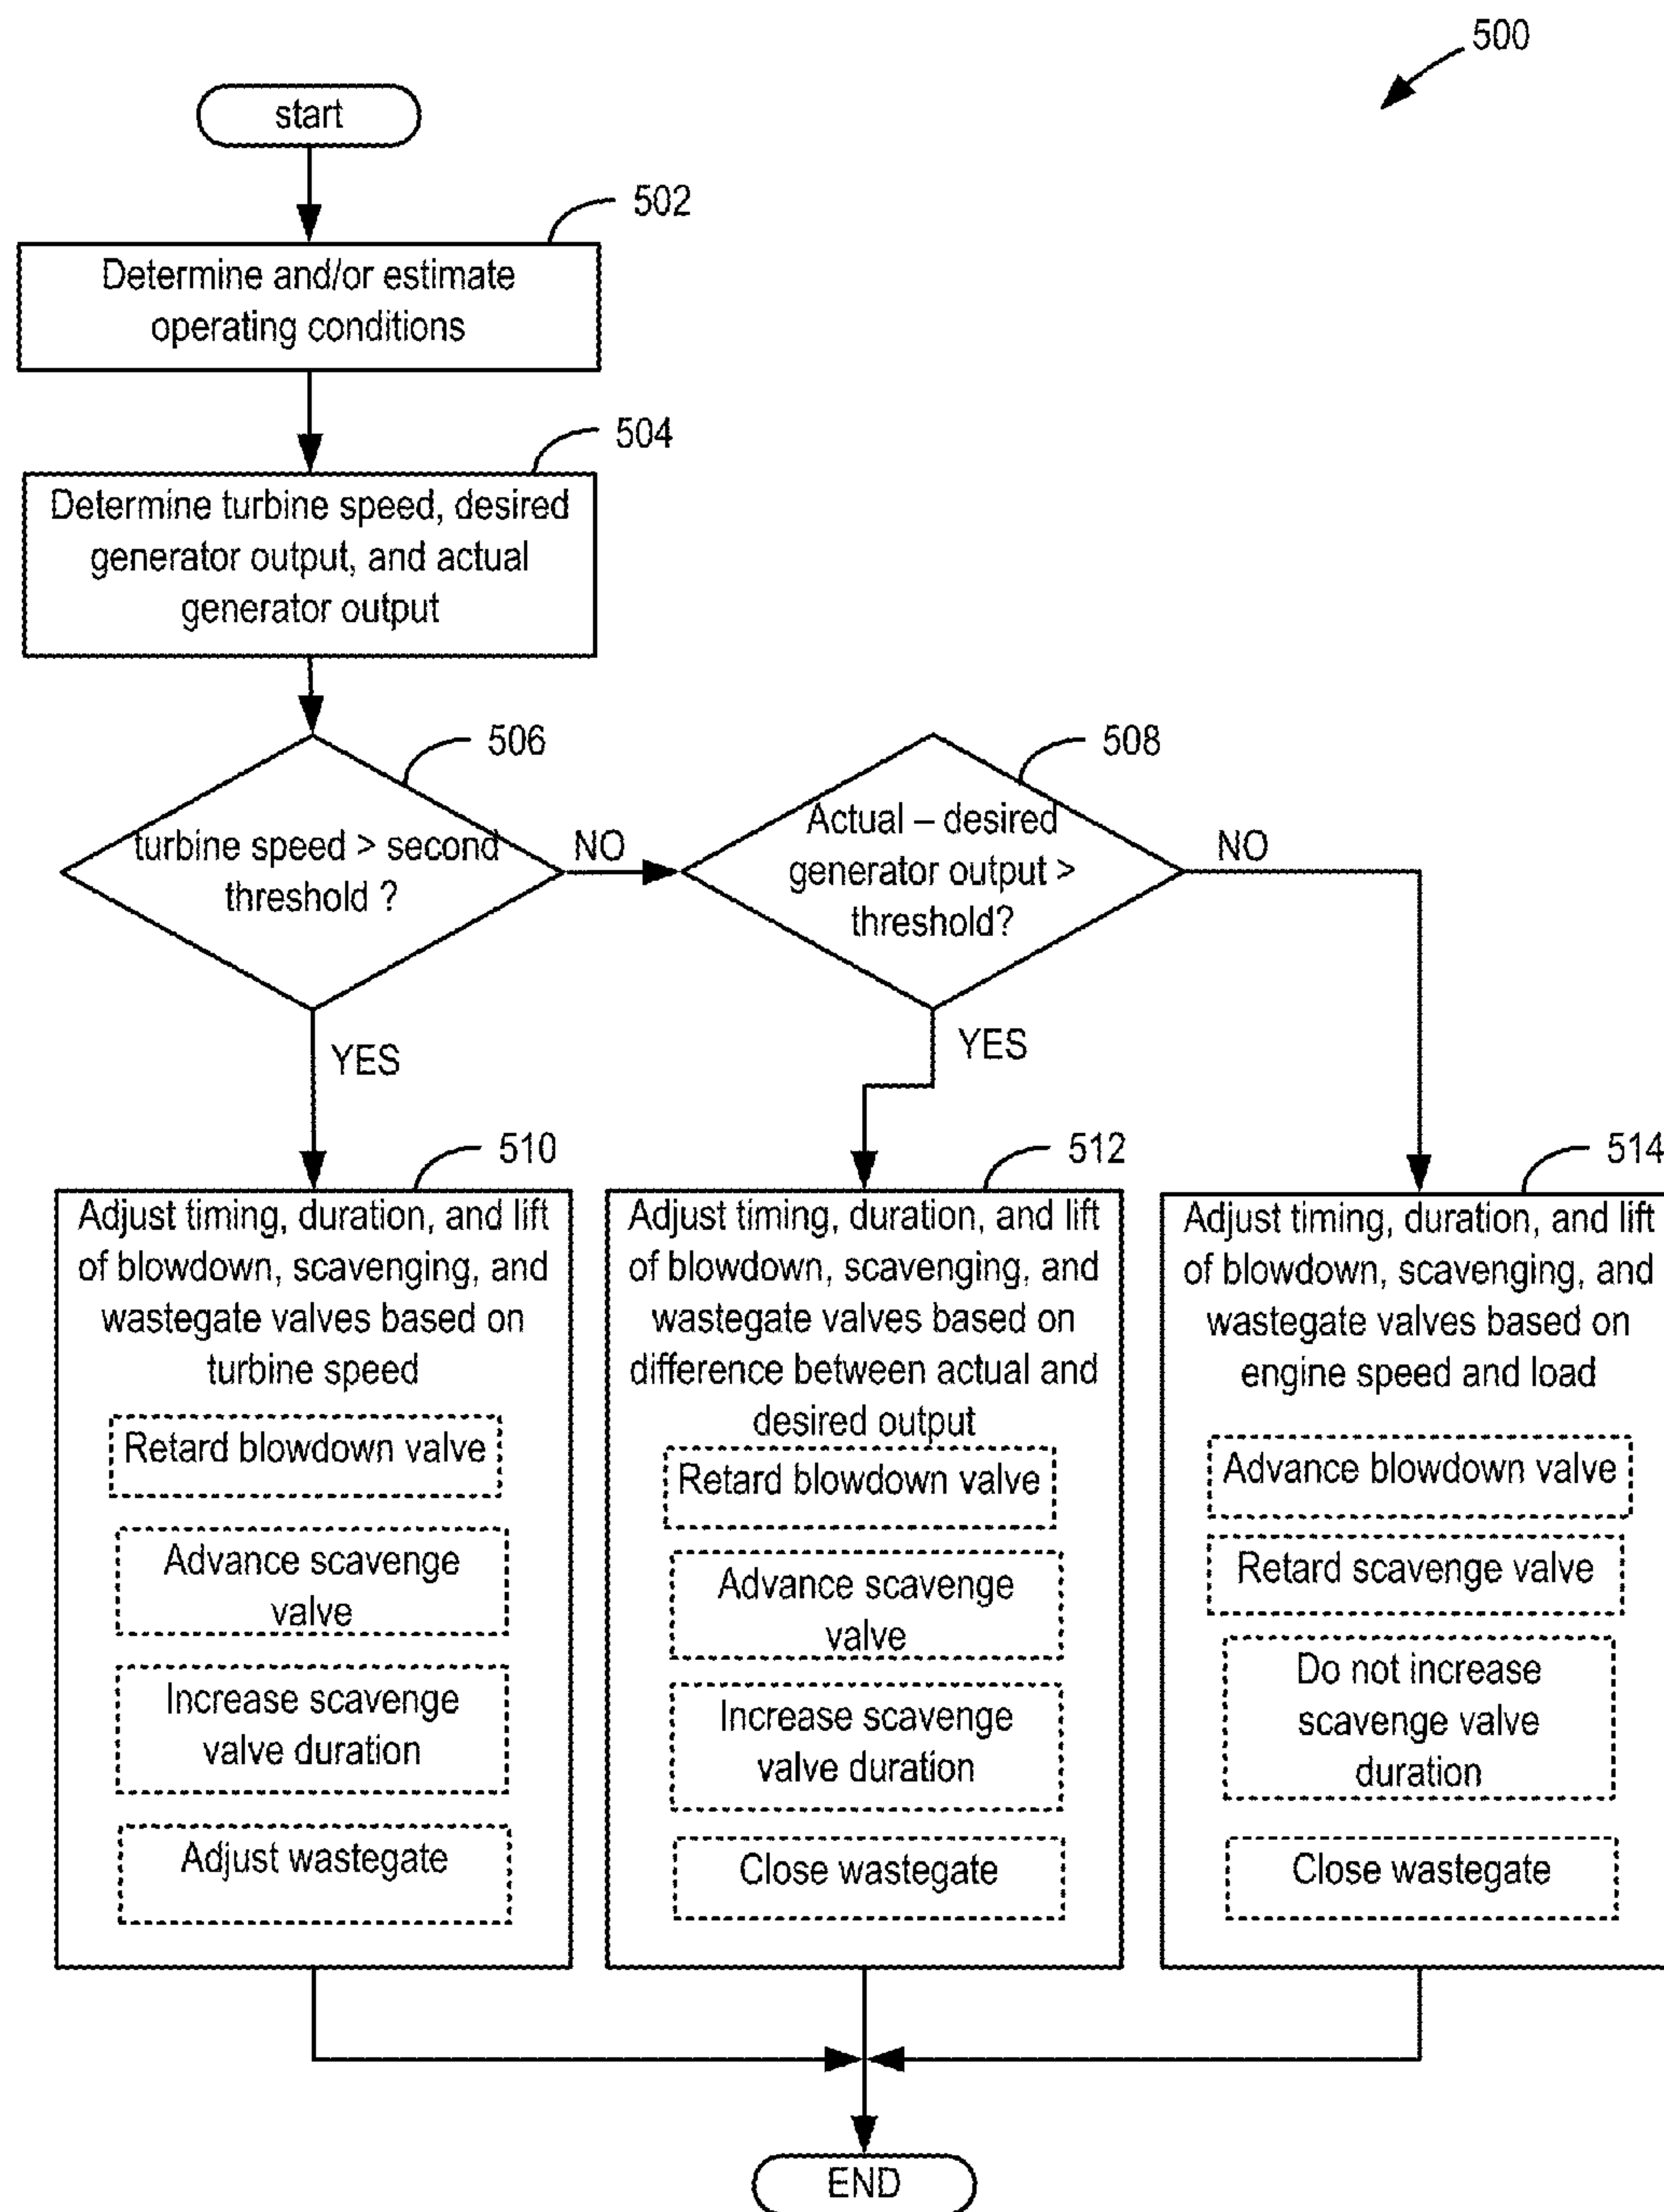 500
start
502
Determine and/or estimate
operating conditions
504
Determine turbine speed, desired
generator output, and actual
generator output
506
turbine speed > second
threshold ?
NO
508
Actual – desired
generator output >
threshold?
NO
YES
YES
510
Adjust timing, duration, and lift
of blowdown, scavenging, and
wastegate valves based on
turbine speed
Retard blowdown valve
Advance scavenge
valve
Increase scavenge
valve duration
Adjust wastegate
512
Adjust timing, duration, and lift
of blowdown, scavenging, and
wastegate valves based on
difference between actual and
desired output
Retard blowdown valve
Advance scavenge
valve
Increase scavenge
valve duration
Close wastegate
514
Adjust timing, duration, and lift
of blowdown, scavenging, and
wastegate valves based on
engine speed and load
Advance blowdown valve
Retard scavenge valve
Do not increase
scavenge valve
duration
Close wastegate
END